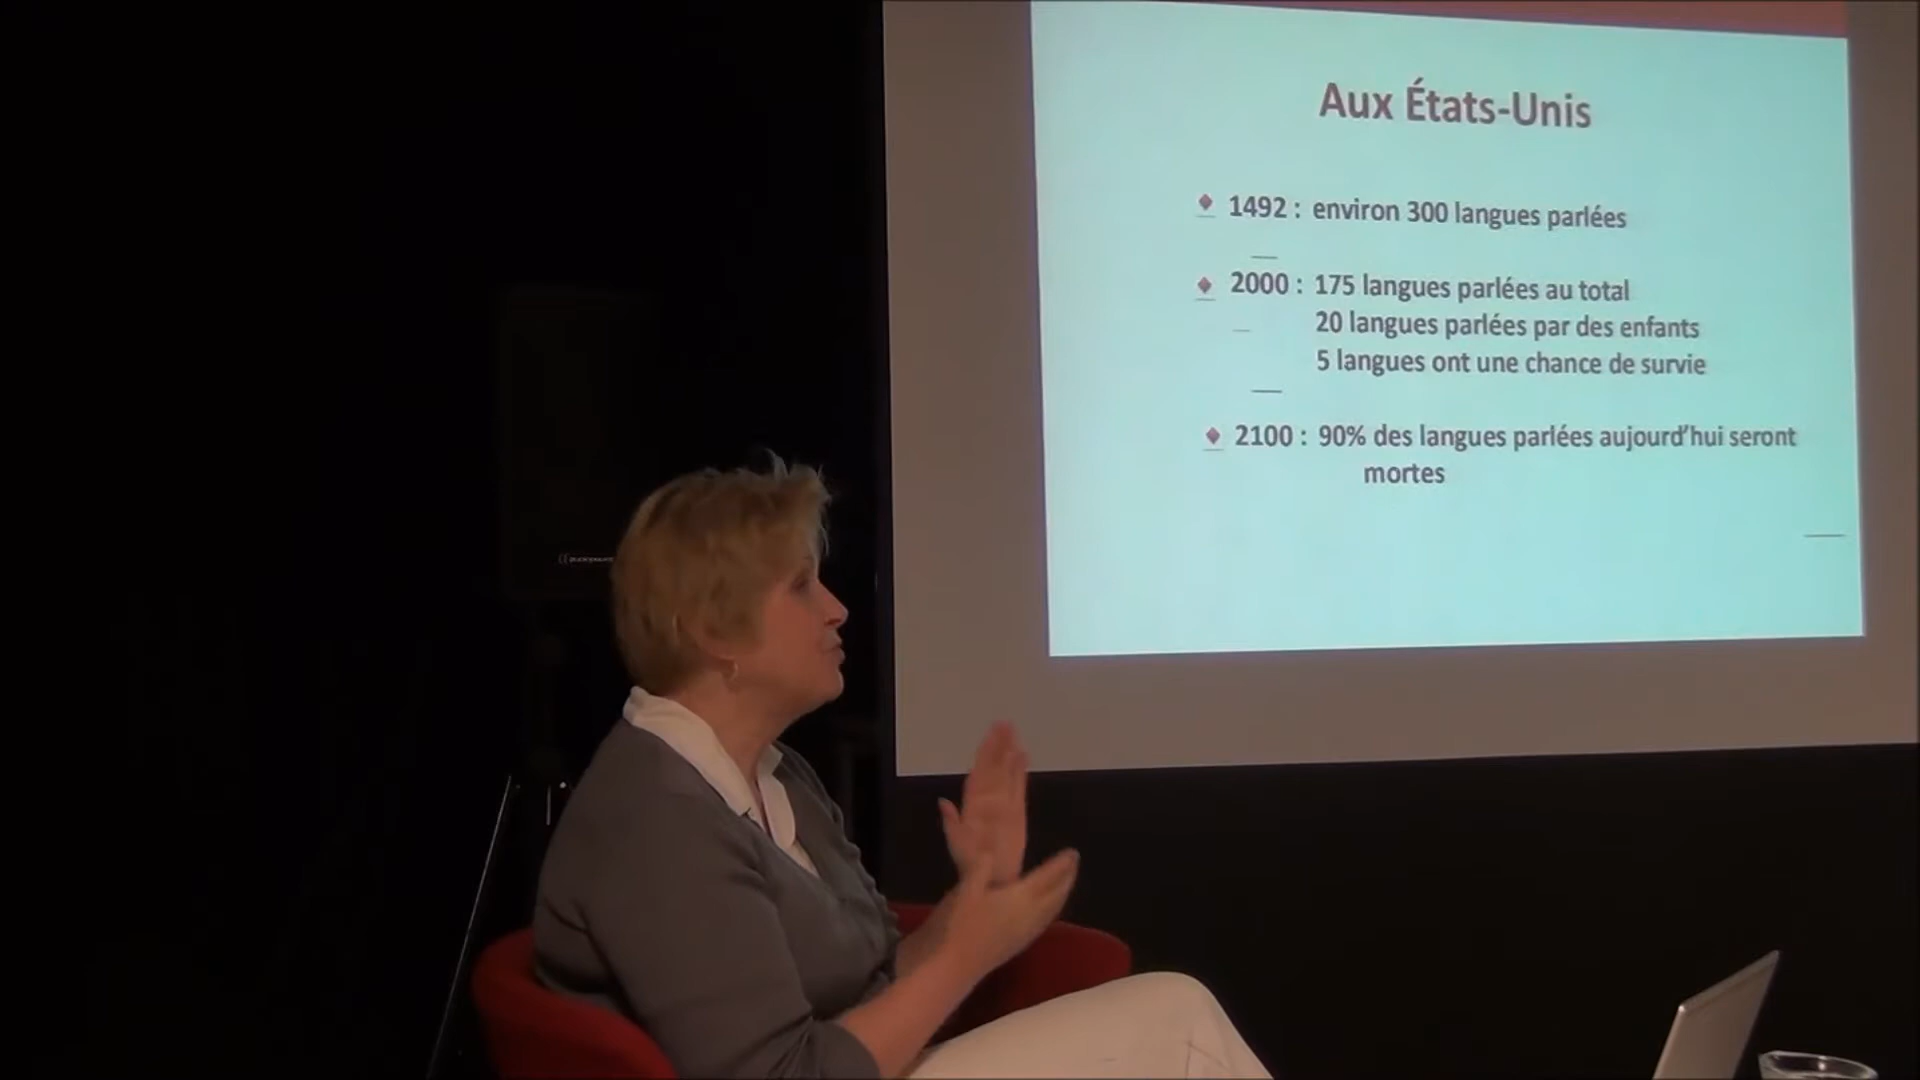 Aux États-Unis
1492 : environ 300 langues parlées
2000 : 175 langues parlées au total
20 langues parlées par des enfants
5 langues ont une chance de survie
2100 : 90% des langues parlées aujourd'hui seront
mortes